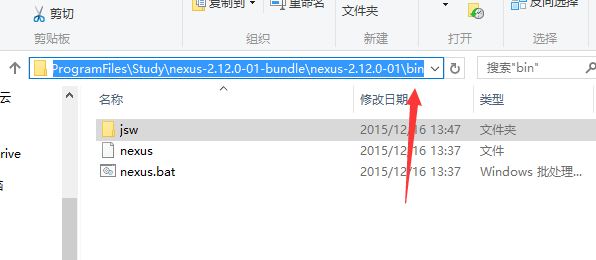 剪切
复制到
重命名
文件夹
打开
反向选择
剪贴板
组织
新建
打开
选择
ProgramFiles\Study\nexus-2.12.0-01-bundle\nexus-2.12.0-01\bin
搜索"bin"
云
名称
修改日期
类型
jsw
2015/12/16 13:47
文件夹
rive
nexus
2015/12/16 13:37
文件
nexus.bat
2015/12/16 13:37
Windows 批处理...